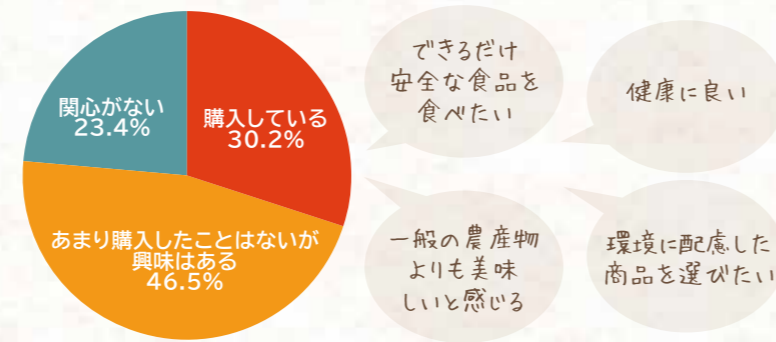 関心がない
23.4%
購入している
30.2%
あまり購入したことはないが
興味はある
46.5%
できるだけ
安全な食品を
食べたい
健康に良い
一般の農産物
よりも美味
しいと感じる
環境に配慮した
商品を選びたい